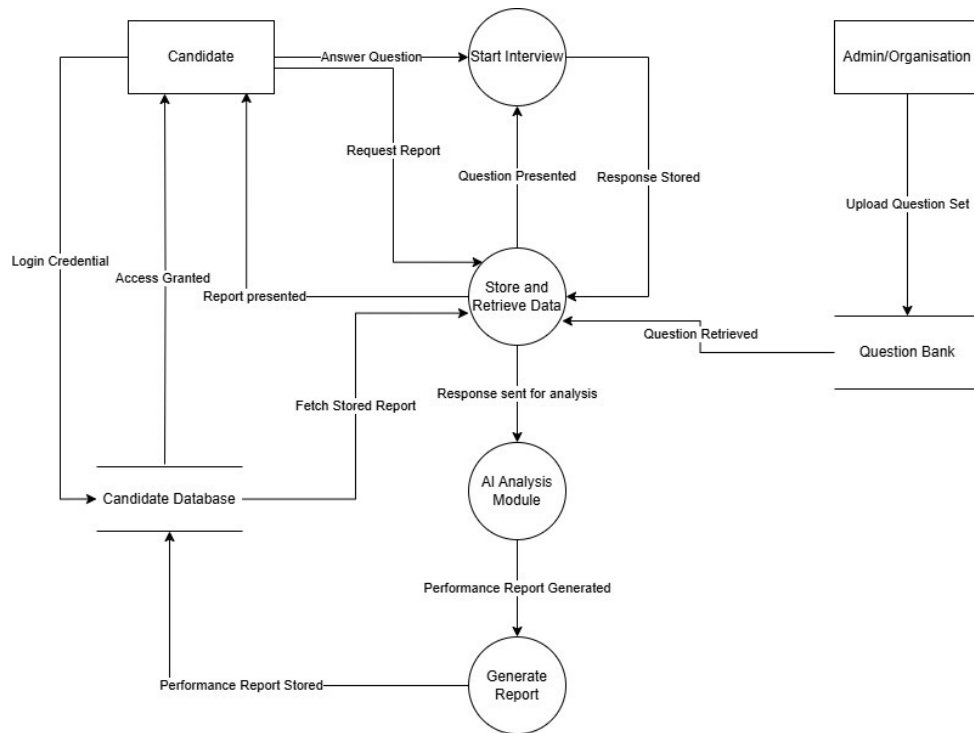 Candidate
Answer Question
Start Interview
Admin/Organisation
Request Report
Question Presented
Response Stored
Upload Question Set
Login Credential
Access Granted
Report presented
Store and
Retrieve Data
Question Retrieved
Question Bank
Response sent for analysis
Fetch Stored Report
AI Analysis
Module
Candidate Database
Performance Report Generated
Performance Report Stored
Generate
Report